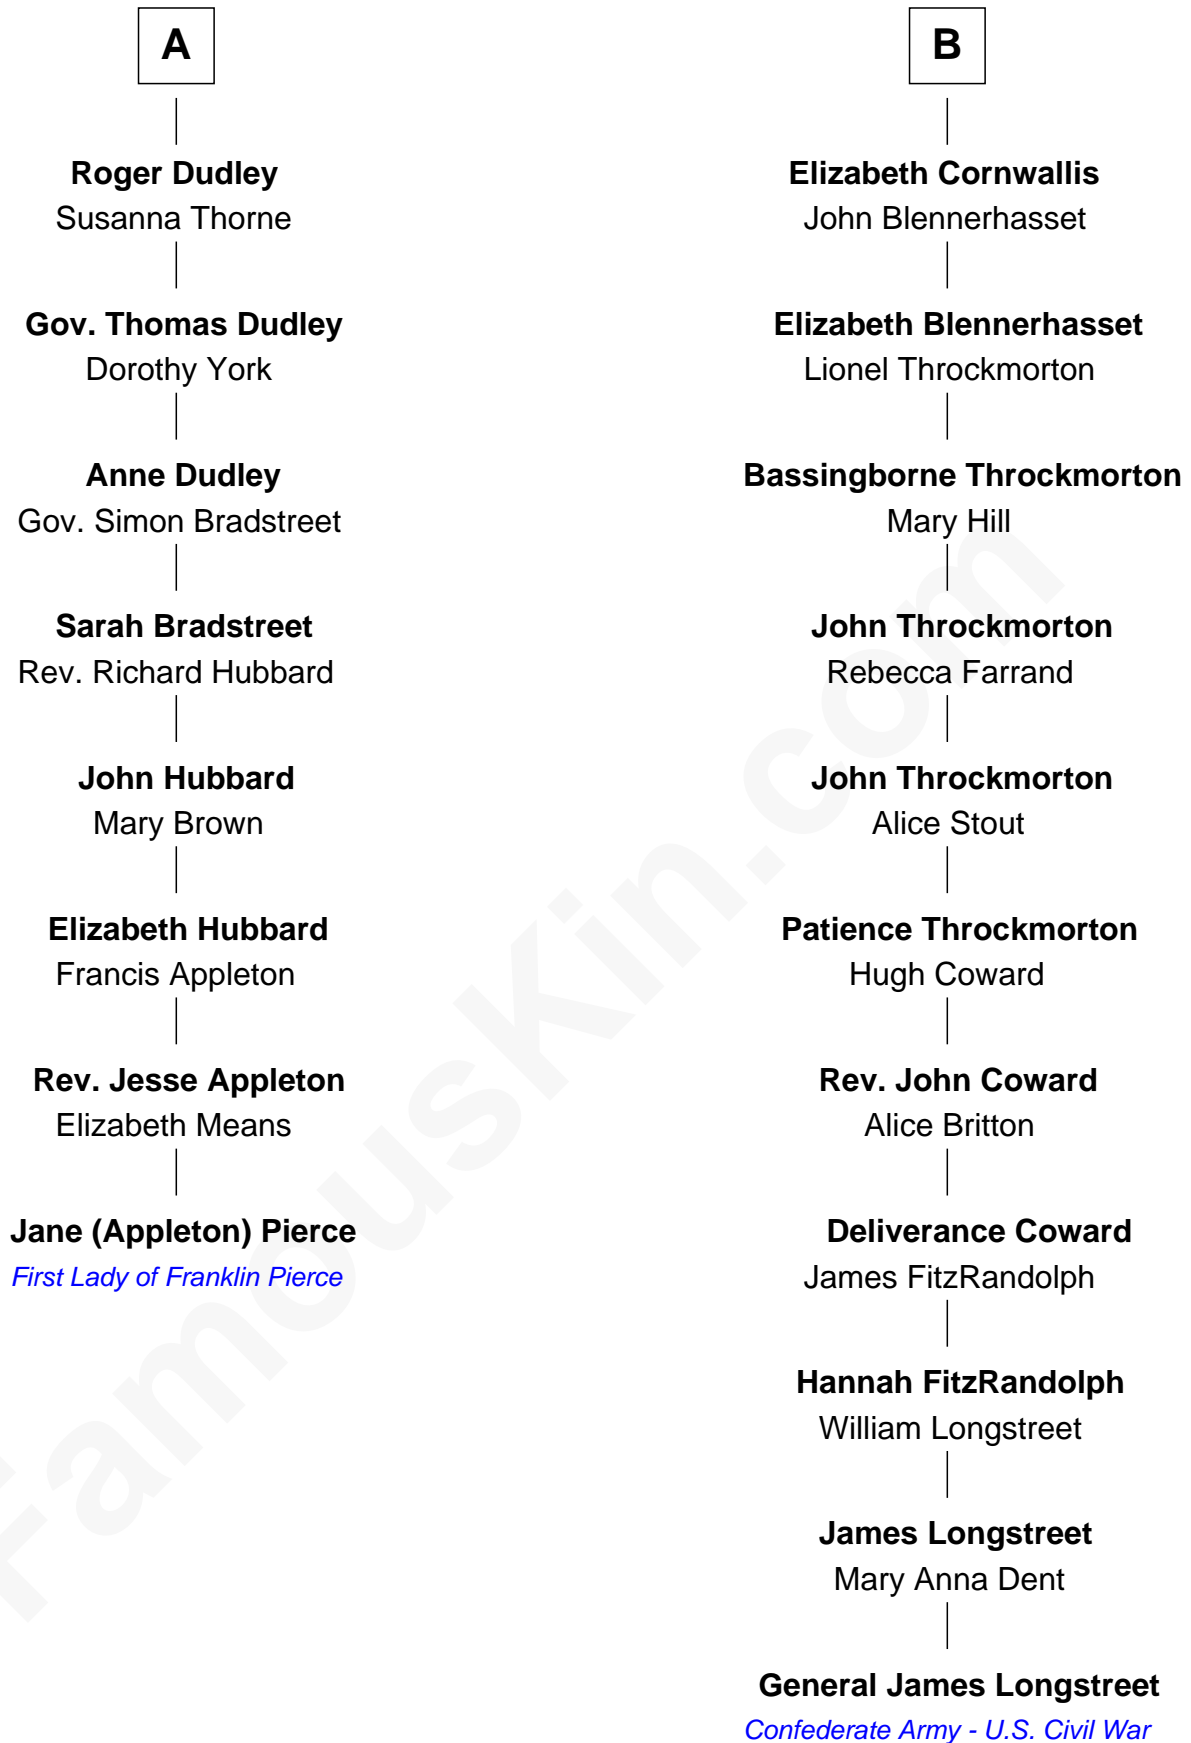 A
Roger Dudley
Susanna Thorne
Gov. Thomas Dudley
Dorothy York
Anne Dudley
Gov. Simon Bradstreet
Sarah Bradstreet
Rev. Richard Hubbard
John Hubbard
Mary Brown
Elizabeth Hubbard
Francis Appleton
Rev. Jesse Appleton
Elizabeth Means
Jane (Appleton) Pierce
First Lady of Franklin Pierce
B
Elizabeth Cornwallis
John Blennerhasset
Elizabeth Blennerhasset
Lionel Throckmorton
Bassingborne Throckmorton
Mary Hill
John Throckmorton
Rebecca Farrand
John Throckmorton
Alice Stout
Patience Throckmorton
Hugh Coward
Rev. John Coward
Alice Britton
Deliverance Coward
James FitzRandolph
Hannah FitzRandolph
William Longstreet
James Longstreet
Mary Anna Dent
General James Longstreet
Confederate Army - U.S. Civil War
FamousKin.com